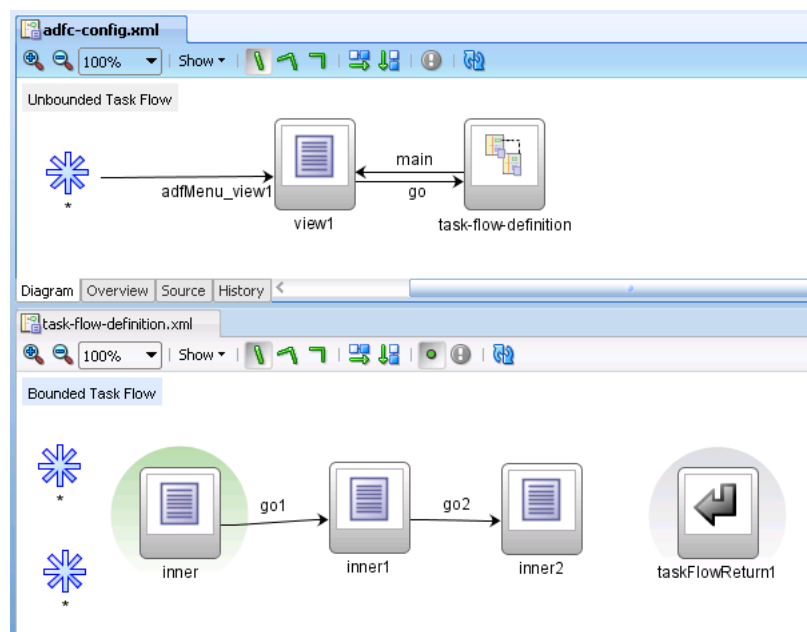 adfc-config.xml
100% Show
Unbounded Task Flow
*
adfMenu_view1
view1
main
go
task-flow-definition
Diagram Overview Source History
task-flow-definition.xml
100% Show
Bounded Task Flow
*
*
inner
go1
inner1
go2
inner2
taskFlowReturn1